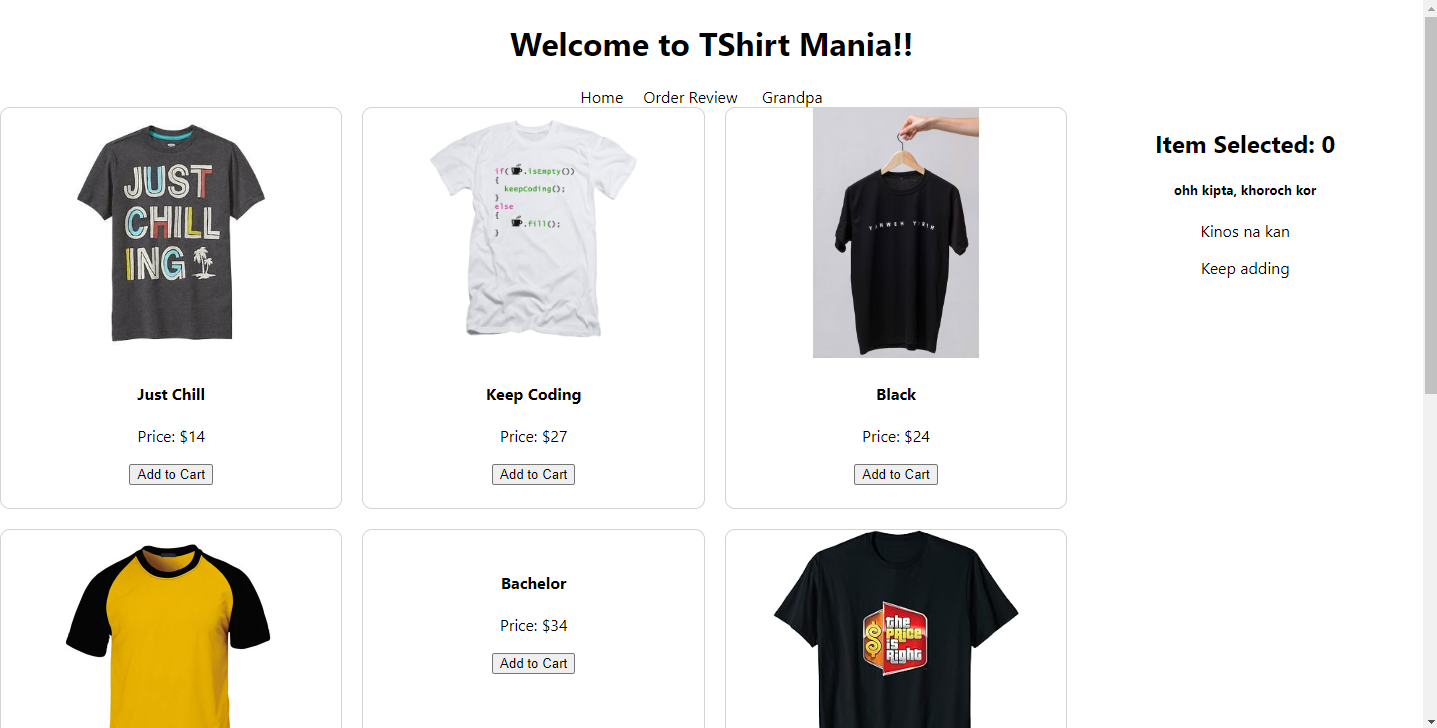 Welcome to TShirt Mania!!
Home Order Review Grandpa
JUST
CHILL
ING
if( .isEmpty())
{
keepCoding();
}
else
{
.fill();
}
Item Selected: 0
ohh kipta, khoroch kor
Kinos na kan
Keep adding
Just Chill
Price: $14
Add to Cart
Keep Coding
Price: $27
Add to Cart
Black
Price: $24
Add to Cart
Bachelor
Price: $34
Add to Cart
the
PRICE
is
Right